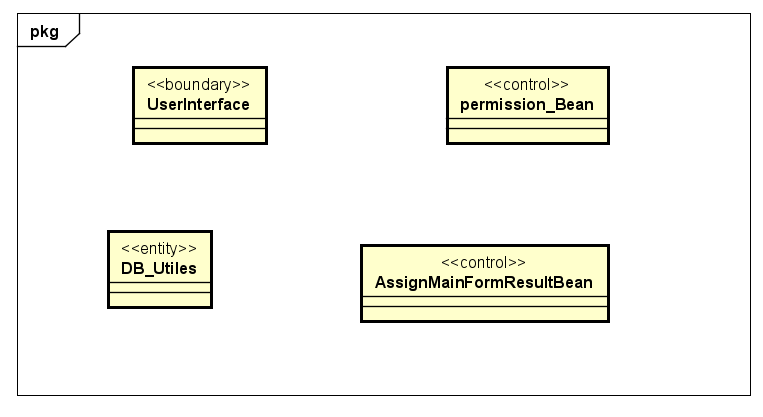 pkg
<<boundary>>
UserInterface
<<control>>
permission_Bean
<<entity>>
DB_Utiles
<<control>>
AssignMainFormResultBean